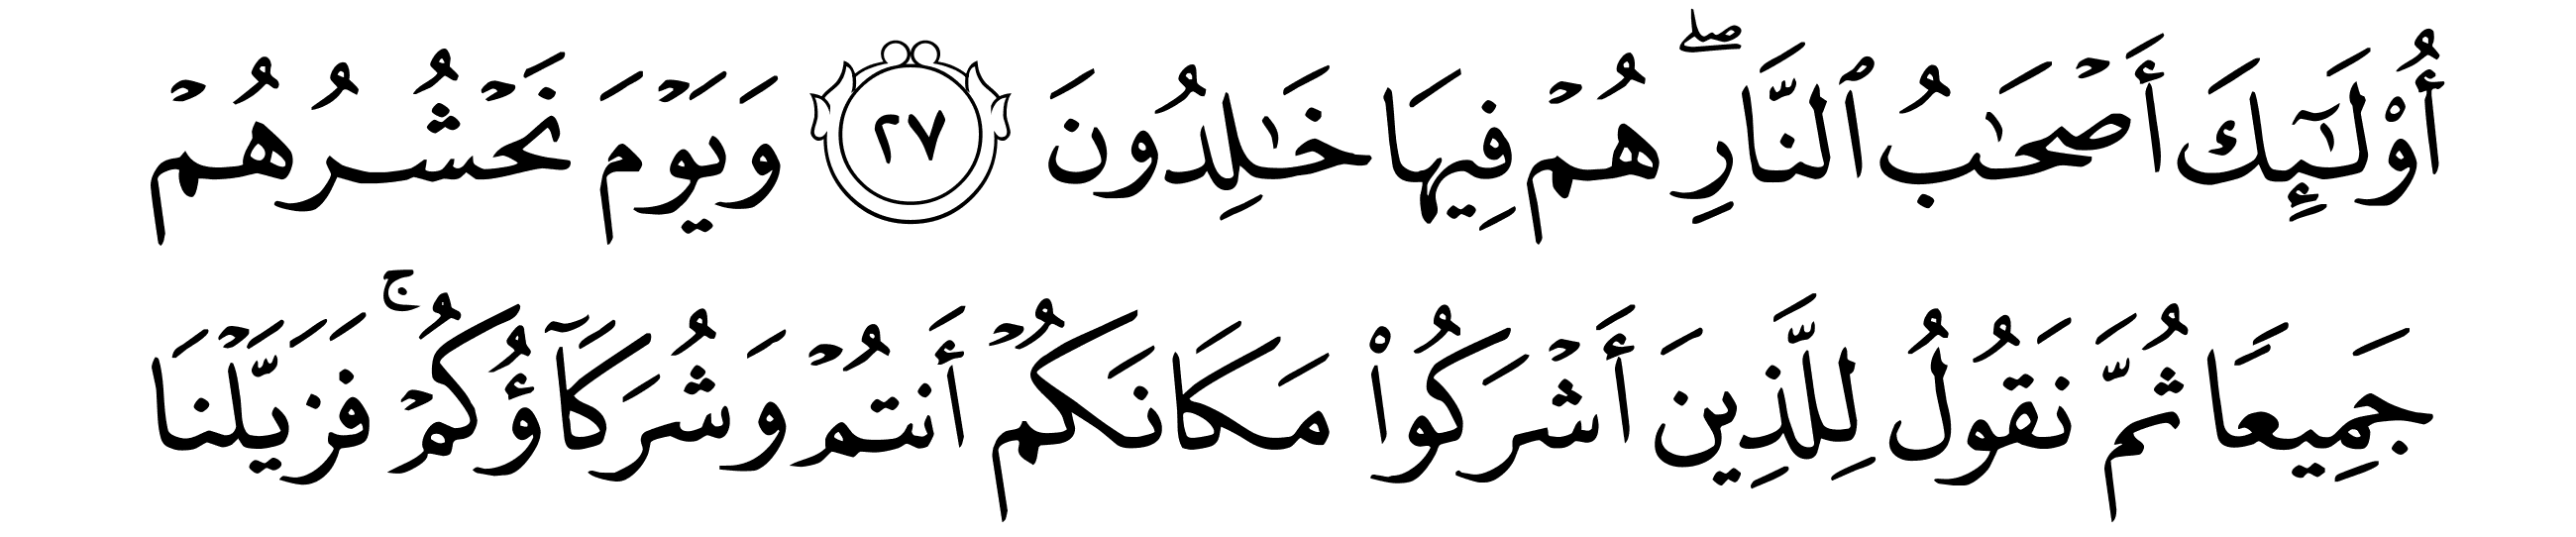 أُوْلَـٰٓئِكَ أَصۡحَـٰبُ ٱلنَّارِۖ هُمۡ فِيهَا خَـٰلِدُونَ ٢٧ وَيَوۡمَ نَحۡشُرُهُمۡ
جَمِيعٗا ثُمَّ نَقُولُ لِلَّذِينَ أَشۡرَكُواْ مَكَانَكُمۡ أَنتُمۡ وَشُرَكَآؤُكُمۡۚ فَزَيَّلۡنَا